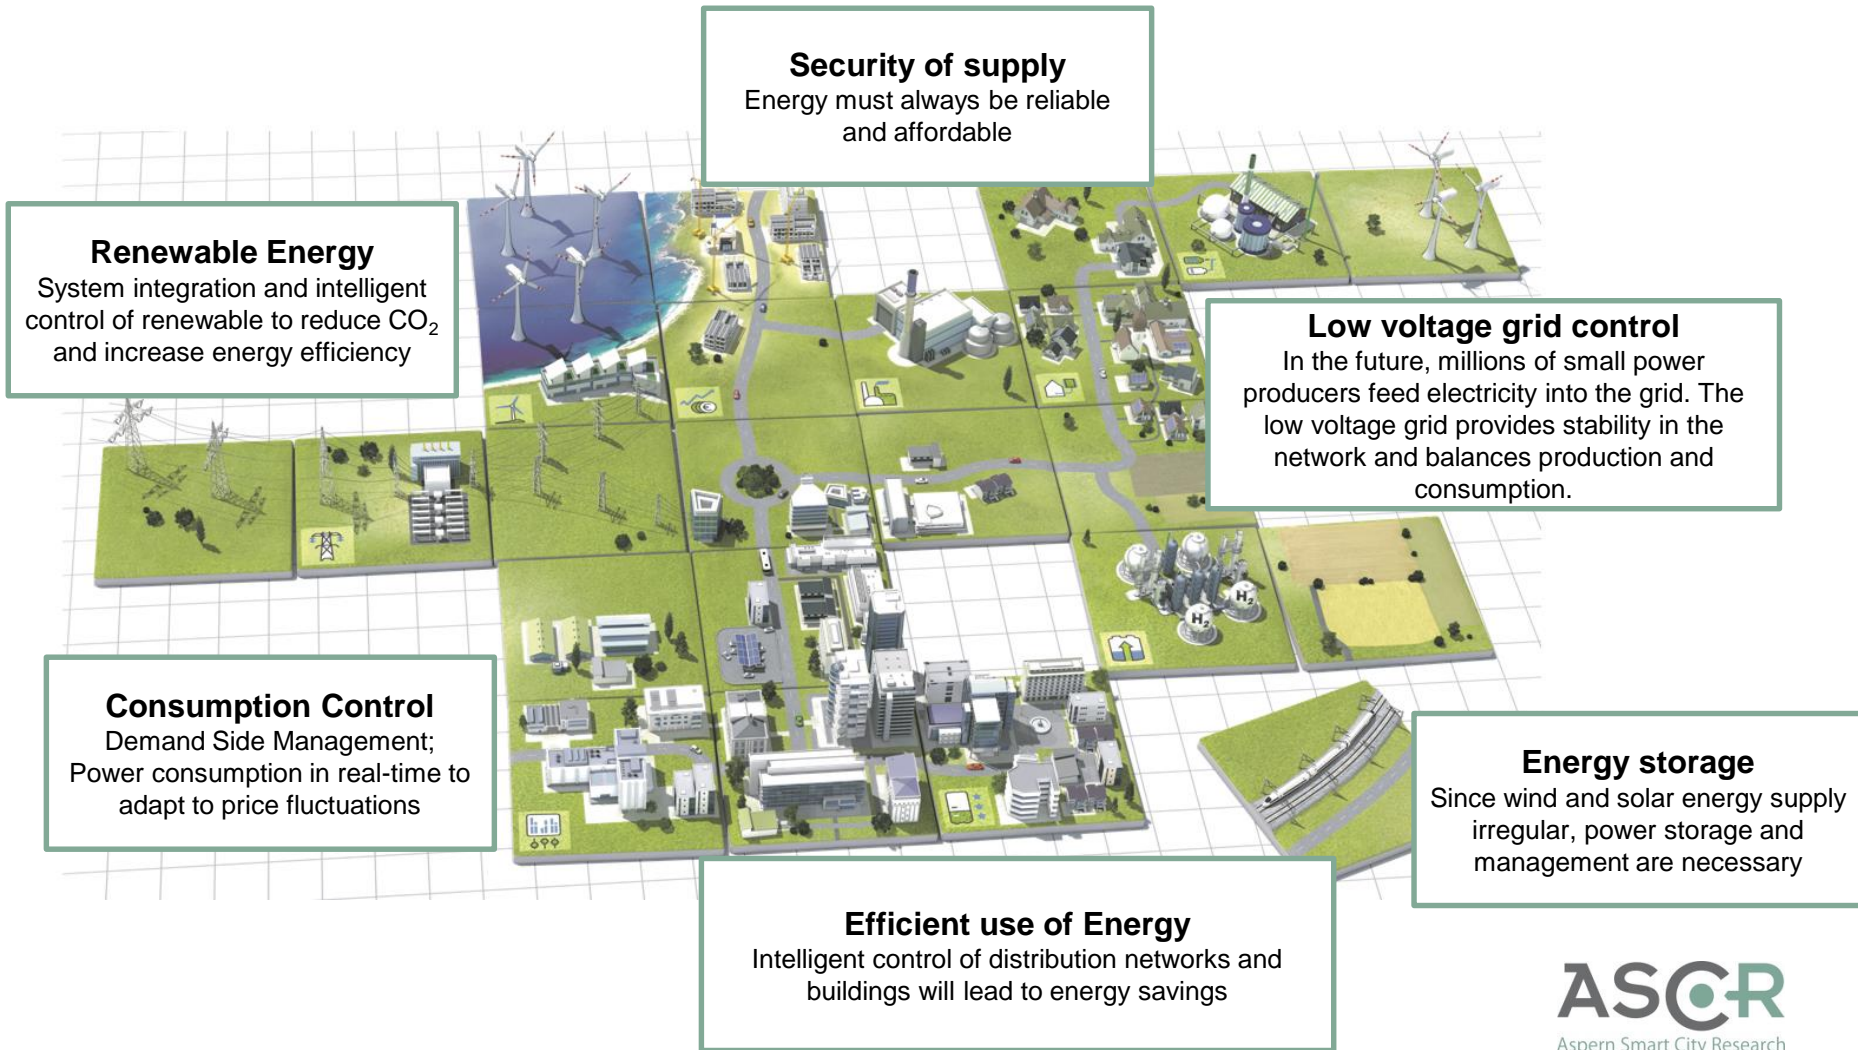 Security of supply
Energy must always be reliable
and affordable
Renewable Energy
System integration and intelligent
control of renewable to reduce CO₂
and increase energy efficiency
Low voltage grid control
In the future, millions of small power
producers feed electricity into the grid. The
low voltage grid provides stability in the
network and balances production and
consumption.
H₂
H₂
Consumption Control
Demand Side Management;
Power consumption in real-time to
adapt to price fluctuations
Energy storage
Since wind and solar energy supply
irregular, power storage and
management are necessary
Efficient use of Energy
Intelligent control of distribution networks and
buildings will lead to energy savings
ASCR
Aspern Smart City Research